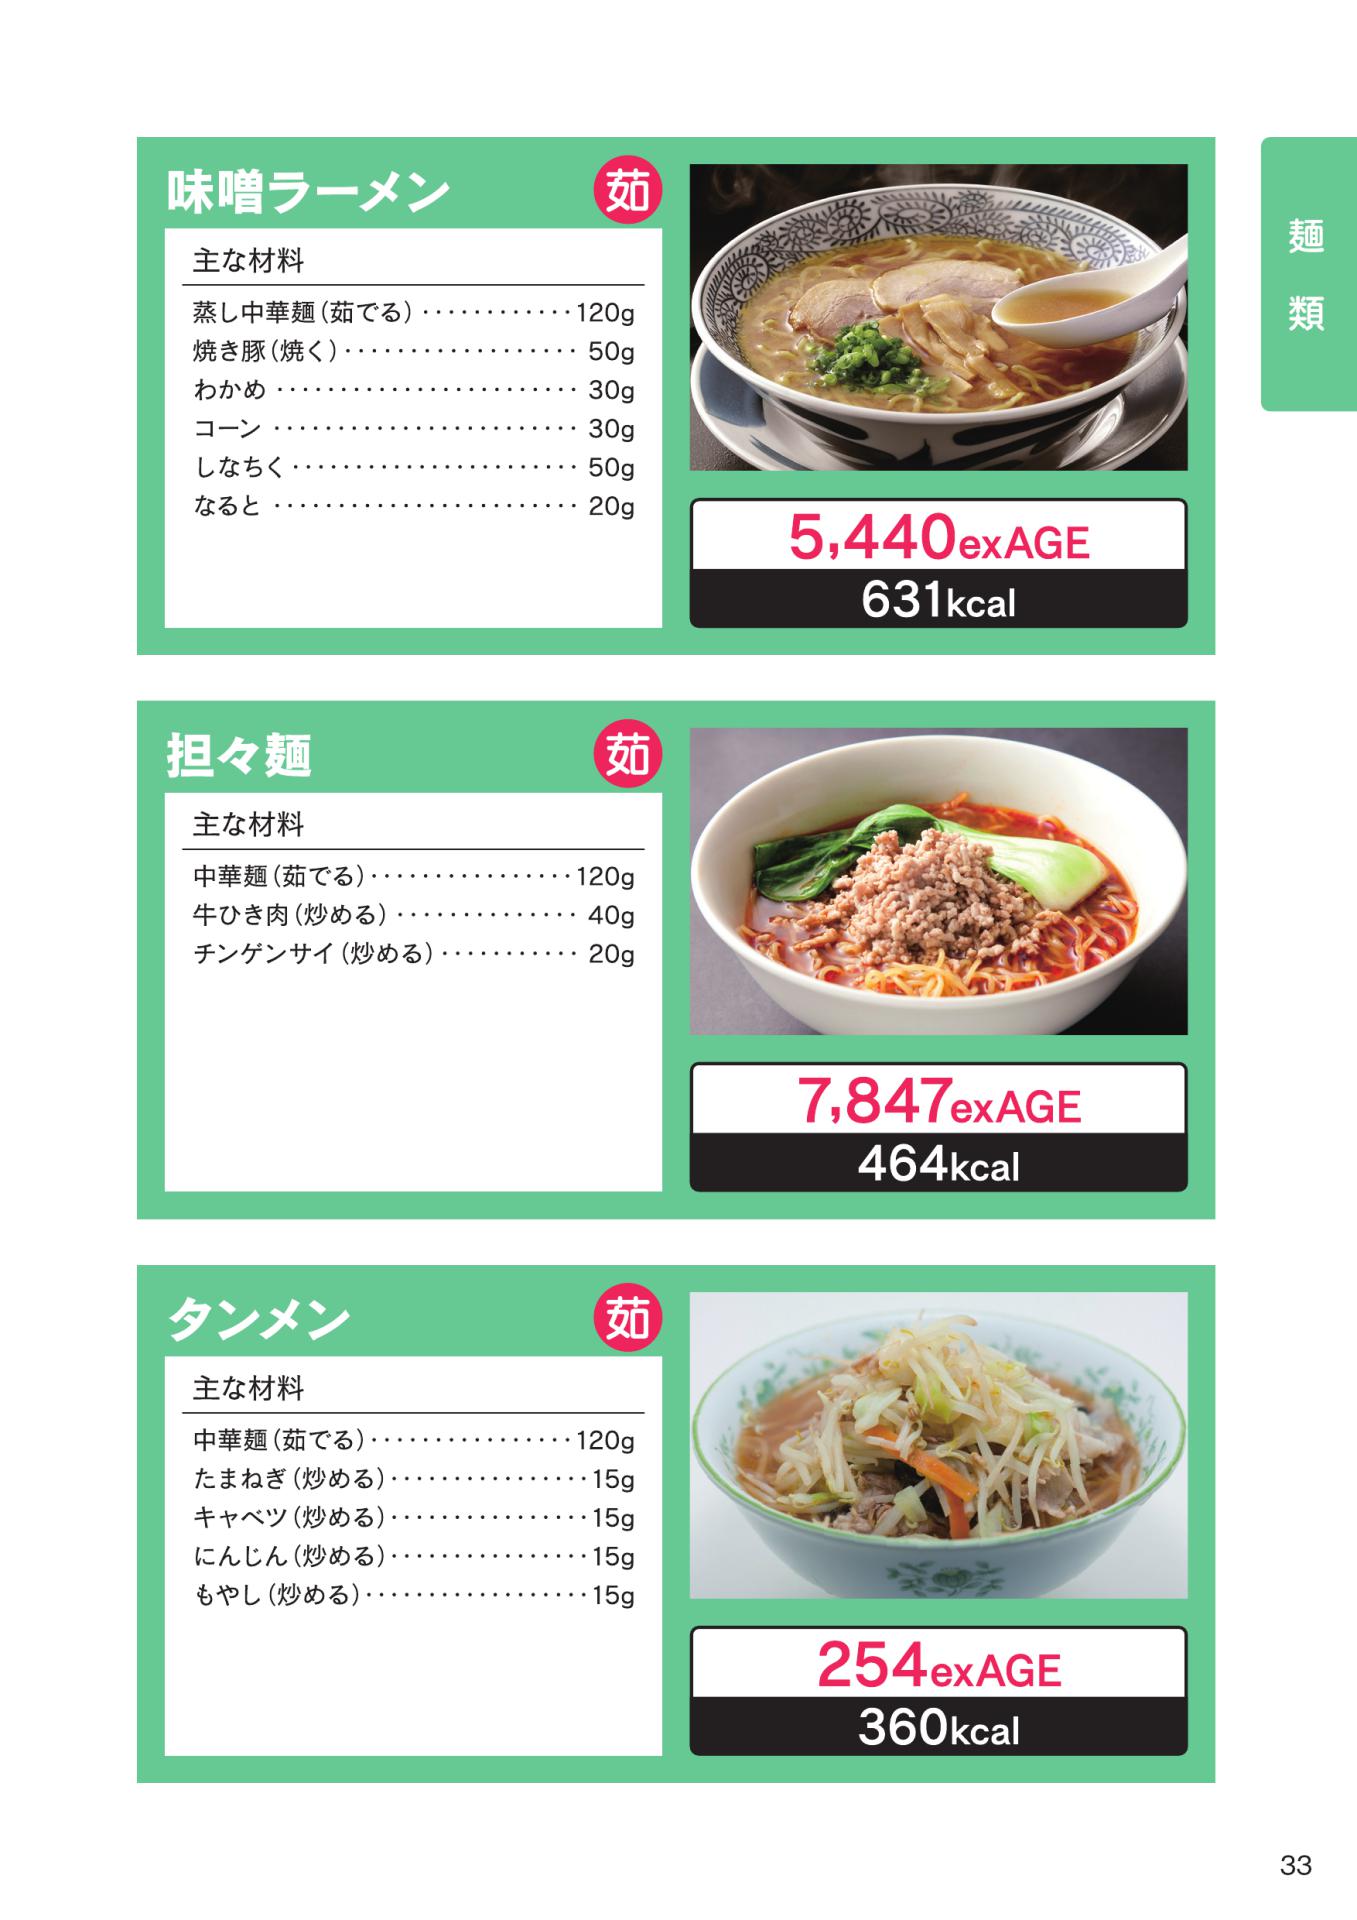 味噌ラーメン 茹
主な材料
蒸し中華麺(茹でる)············120g
焼き豚(焼く)·················· 50g
わかめ ························ 30g
コーン ························ 30g
しなちく······················· 50g
なると ························ 20g
5,440exAGE
631kcal
麺類
担々麺 茹
主な材料
中華麺(茹でる)················120g
牛ひき肉(炒める)·············· 40g
チンゲンサイ(炒める)··········· 20g
7,847exAGE
464kcal
タンメン 茹
主な材料
中華麺(茹でる)················120g
たまねぎ(炒める)················15g
キャベツ(炒める)················15g
にんじん(炒める)················15g
もやし(炒める)··················15g
254exAGE
360kcal
33